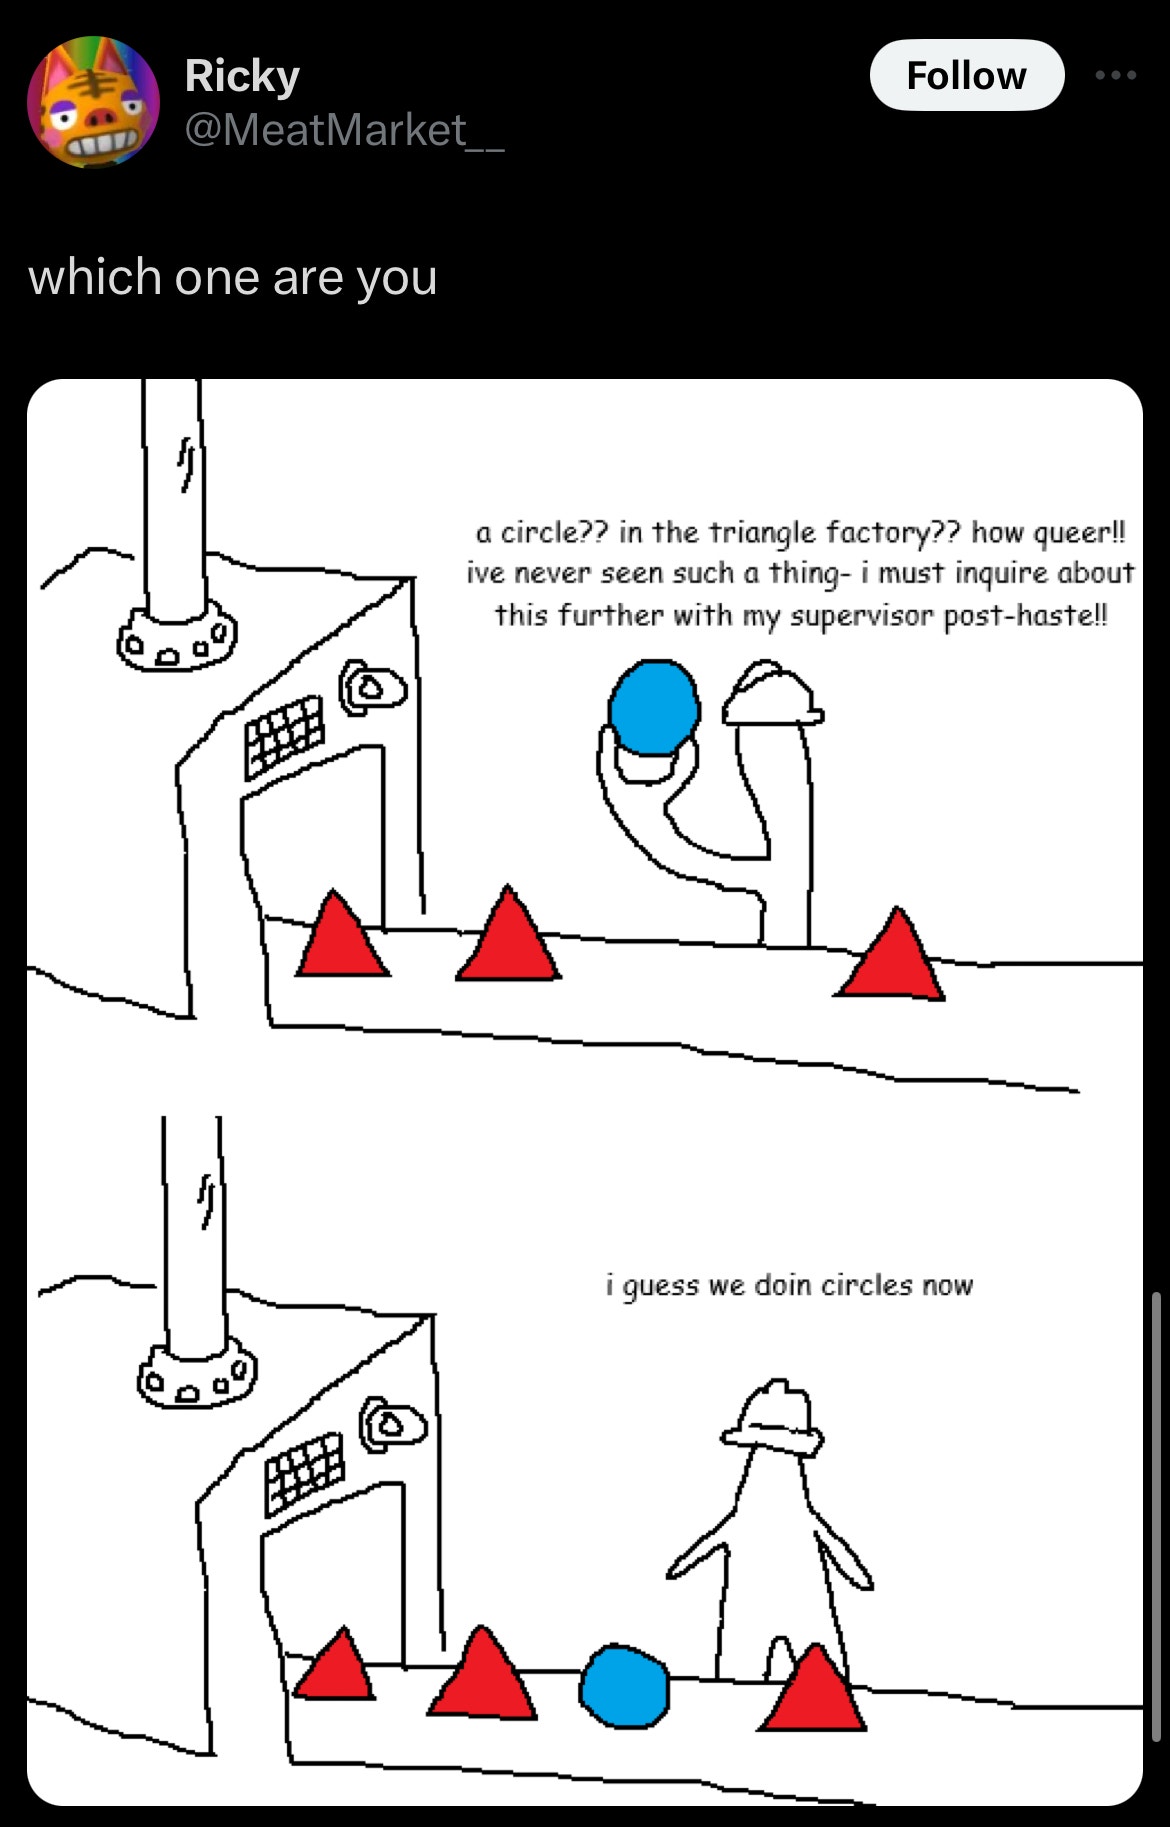 Ricky
@MeatMarket__
Follow
which one are you
a circle?? in the triangle factory?? how queer!!
ive never seen such a thing- i must inquire about
this further with my supervisor post-haste!!
i guess we doin circles now